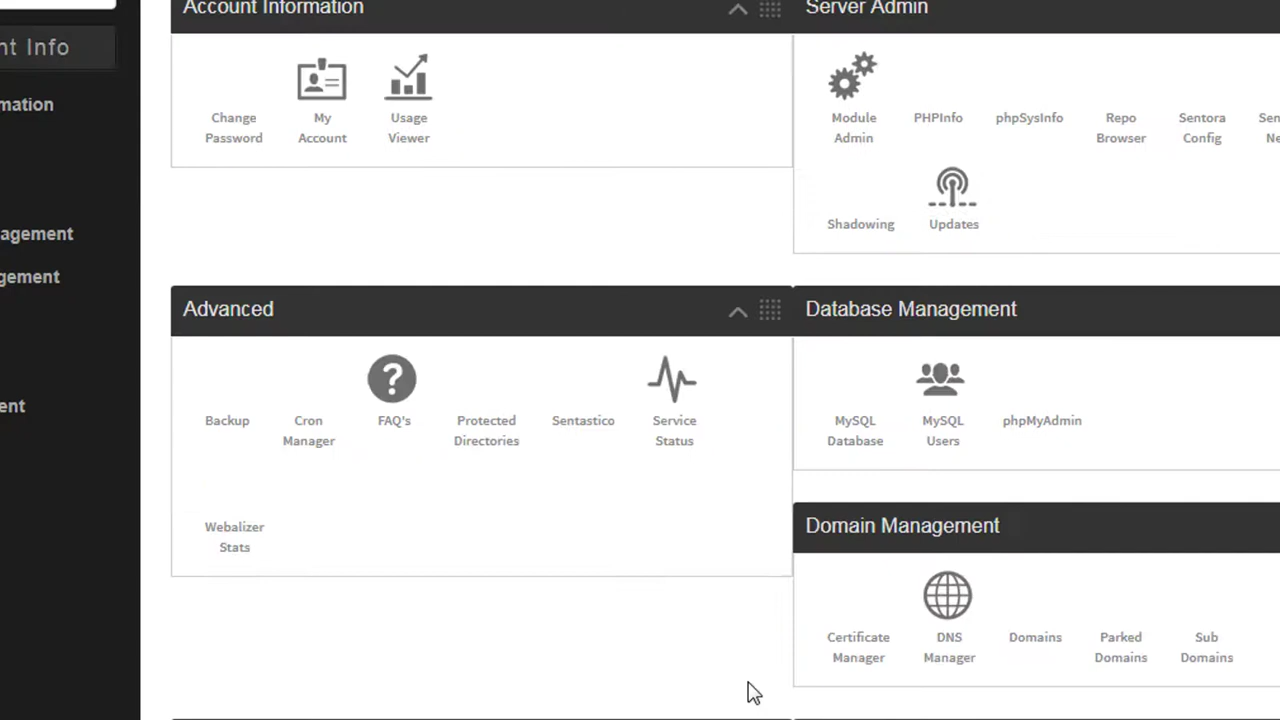 nt Info
mation
agement
gement
ent
Account Information
Change
Password
My
Account
Usage
Viewer
Server Admin
Module
Admin
PHPInfo
phpSysInfo
Repo
Browser
Sentora
Config
Sen
Ne
Shadowing
Updates
Advanced
Backup
Cron
Manager
FAQ's
Protected
Directories
Sentastico
Service
Status
Webalizer
Stats
Database Management
MySQL
Database
MySQL
Users
phpMyAdmin
Domain Management
Certificate
Manager
DNS
Manager
Domains
Parked
Domains
Sub
Domains